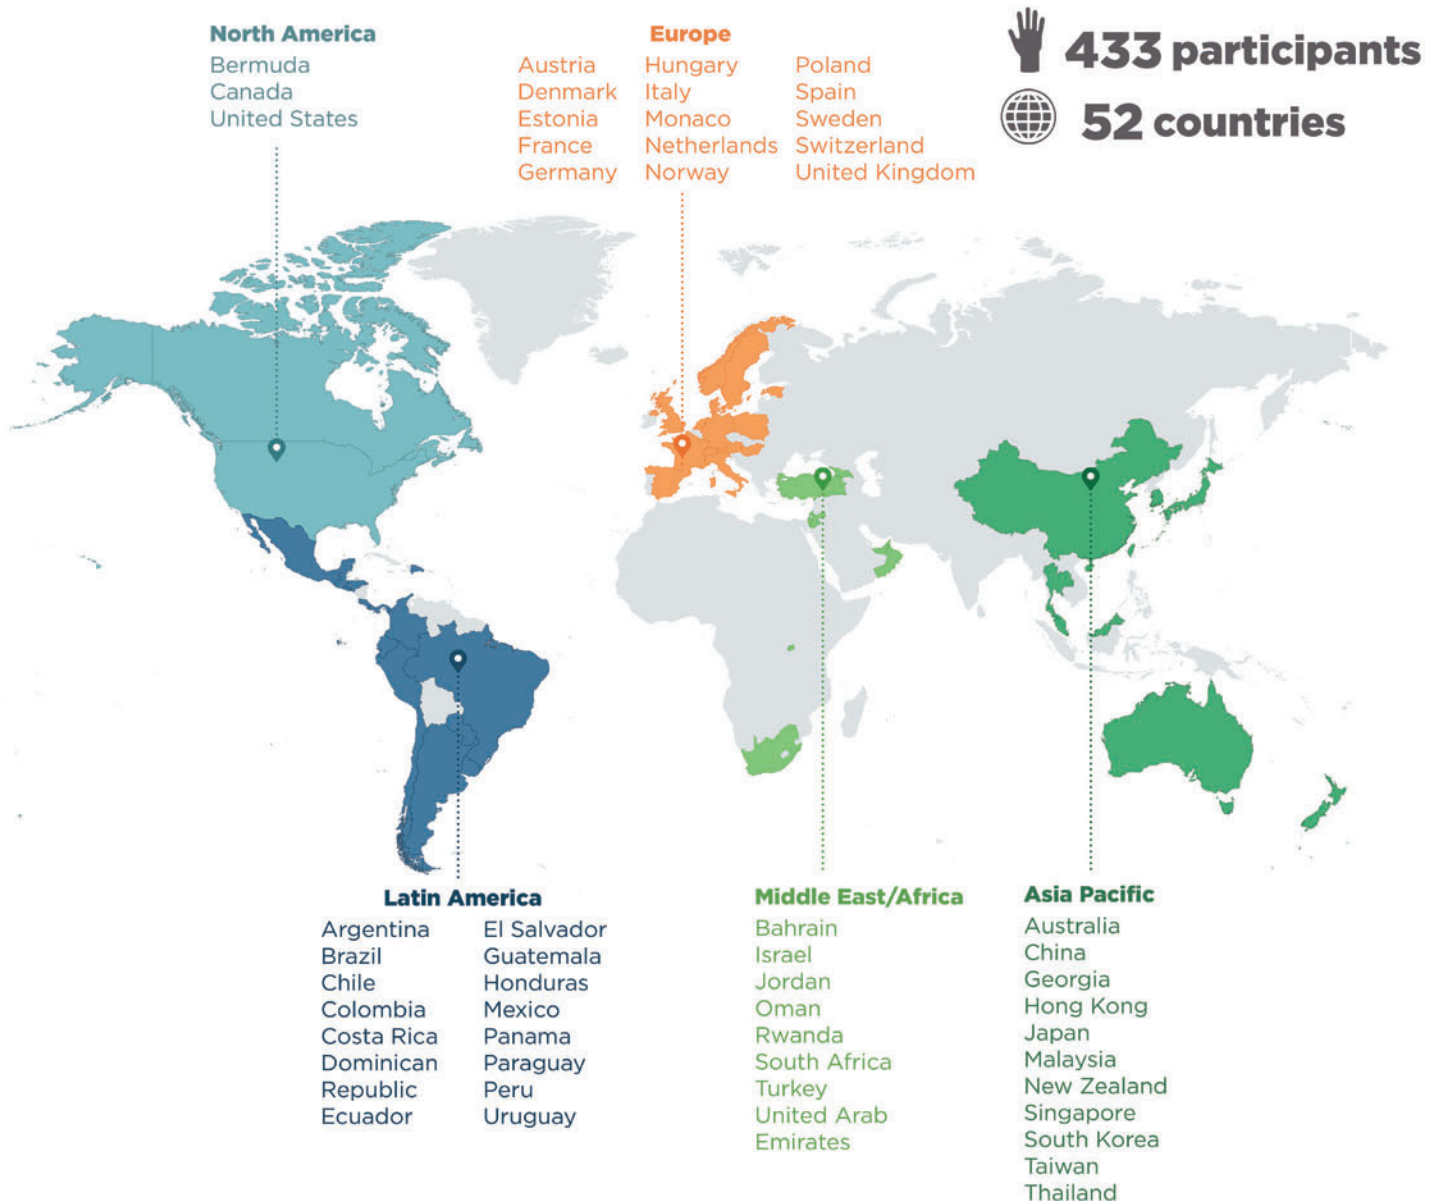 North America
Bermuda
Canada
United States
Europe
Austria
Denmark
Estonia
France
Germany
Hungary
Italy
Monaco
Netherlands
Norway
Poland
Spain
Sweden
Switzerland
United Kingdom
433 participants
52 countries
Latin America
Argentina
Brazil
Chile
Colombia
Costa Rica
Dominican
Republic
Ecuador
El Salvador
Guatemala
Honduras
Mexico
Panama
Paraguay
Peru
Uruguay
Middle East/Africa
Bahrain
Israel
Jordan
Oman
Rwanda
South Africa
Turkey
United Arab
Emirates
Asia Pacific
Australia
China
Georgia
Hong Kong
Japan
Malaysia
New Zealand
Singapore
South Korea
Taiwan
Thailand